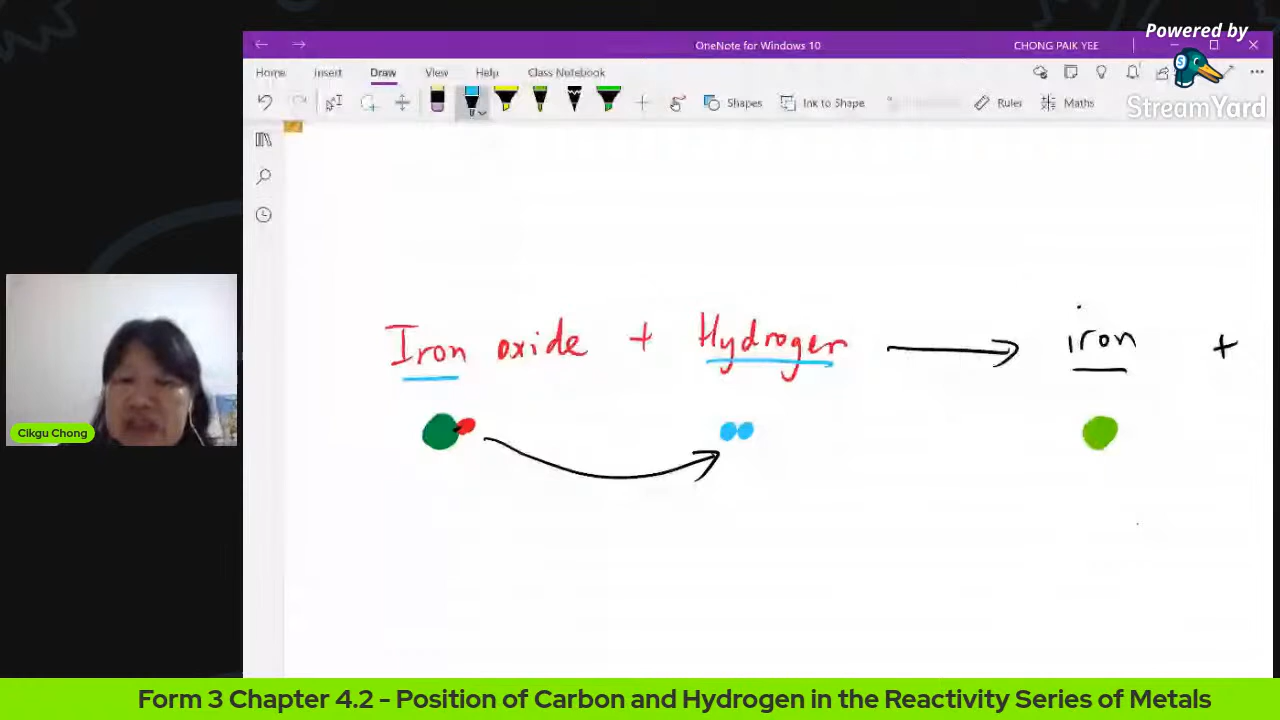 Powered by
StreamYard
OneNote for Windows 10
CHONG PAIK YEE
Home Insert Draw View Help Class Notebook
Shapes Ink to Shape Ruler Maths
Iron oxide + Hydrogen → iron +
Cikgu Chong
Form 3 Chapter 4.2 - Position of Carbon and Hydrogen in the Reactivity Series of Metals